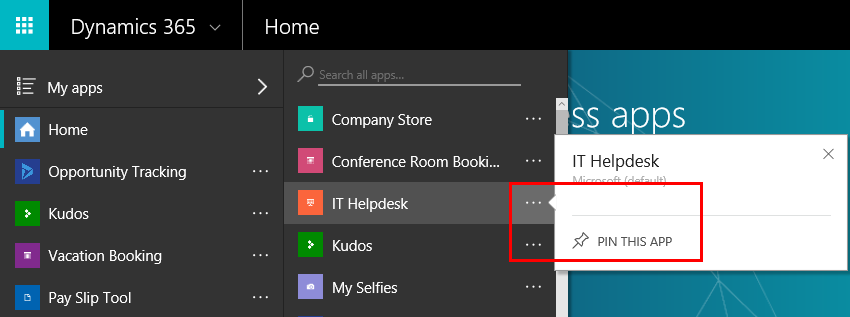 Dynamics 365
Home
My apps
Home
Opportunity Tracking
Kudos
Vacation Booking
Pay Slip Tool
Search all apps...
Company Store
Conference Room Booki...
IT Helpdesk
Kudos
My Selfies
ss apps
IT Helpdesk
Microsoft (default)
PIN THIS APP